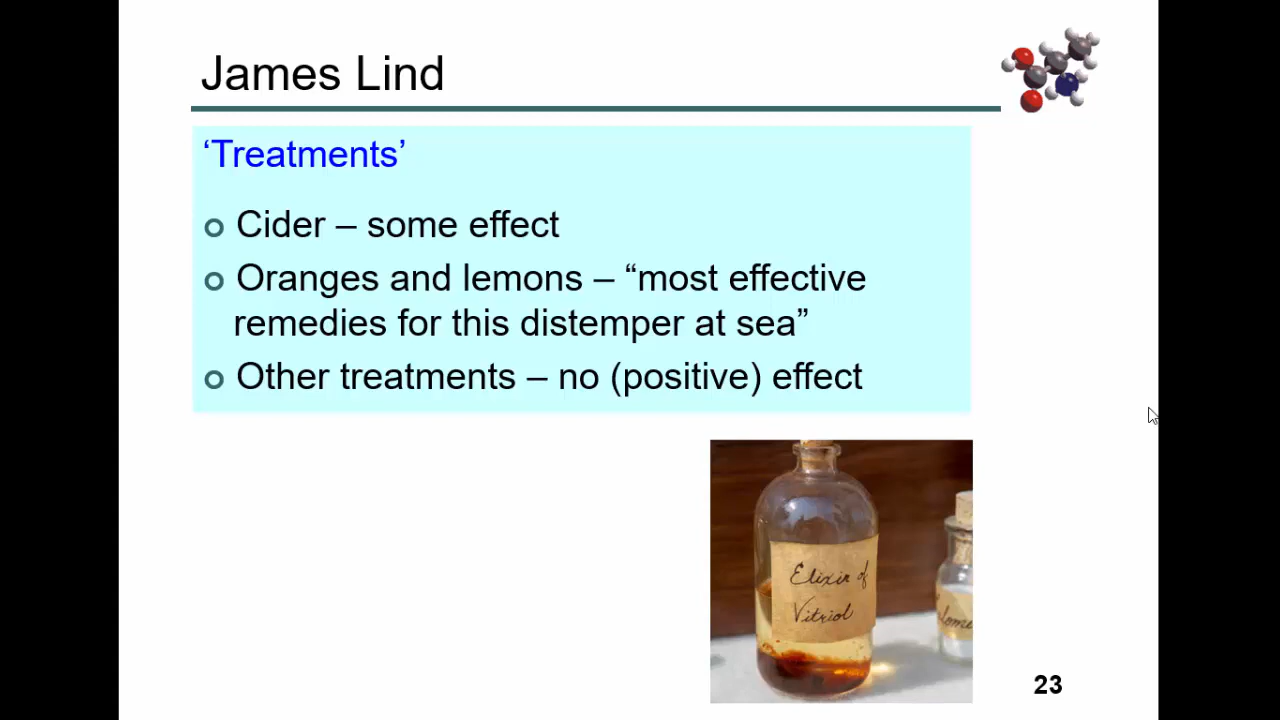 James Lind
‘Treatments’
Cider – some effect
Oranges and lemons – “most effective
remedies for this distemper at sea”
Other treatments – no (positive) effect
Elixir of
Vitriol
23